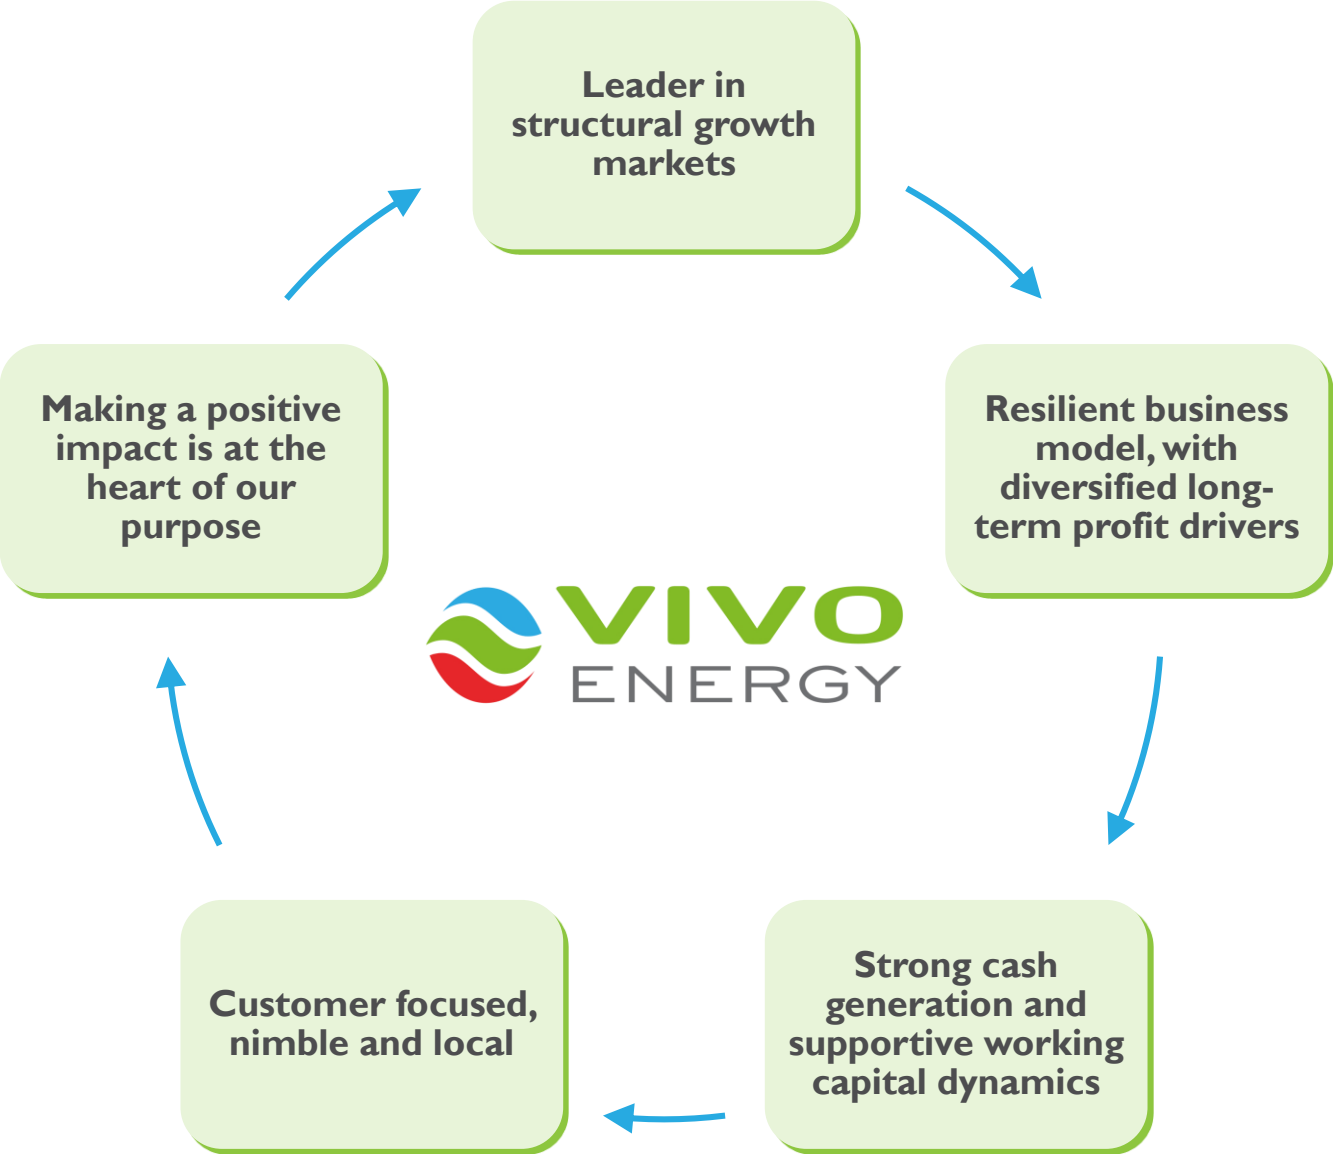 Leader in
structural growth
markets
Resilient business
model, with
diversified long-
term profit drivers
Strong cash
generation and
supportive working
capital dynamics
Customer focused,
nimble and local
Making a positive
impact is at the
heart of our
purpose
VIVO
ENERGY